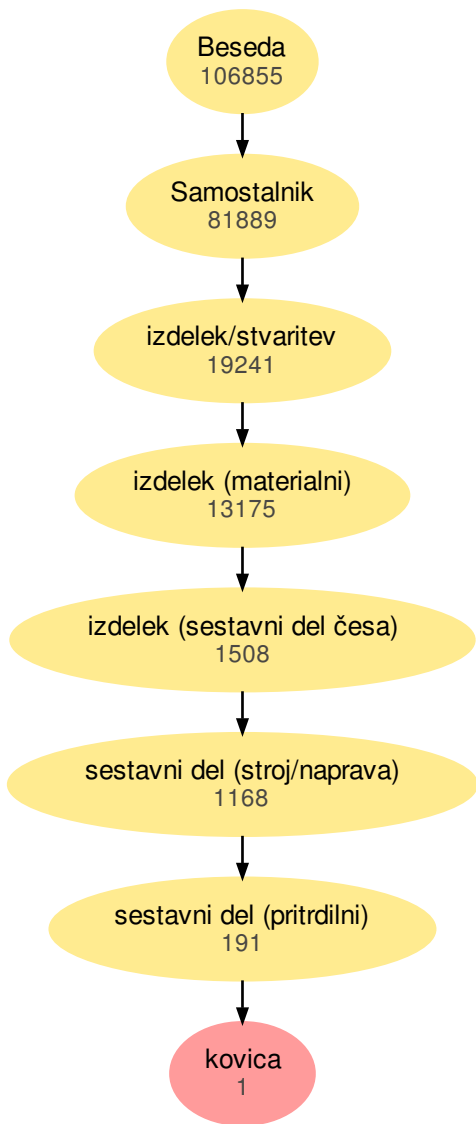 Beseda
106855
Samostalnik
81889
izdelek/stvaritev
19241
izdelek (materialni)
13175
izdelek (sestavni del česa)
1508
sestavni del (stroj/naprava)
1168
sestavni del (pritrdilni)
191
kovica
1